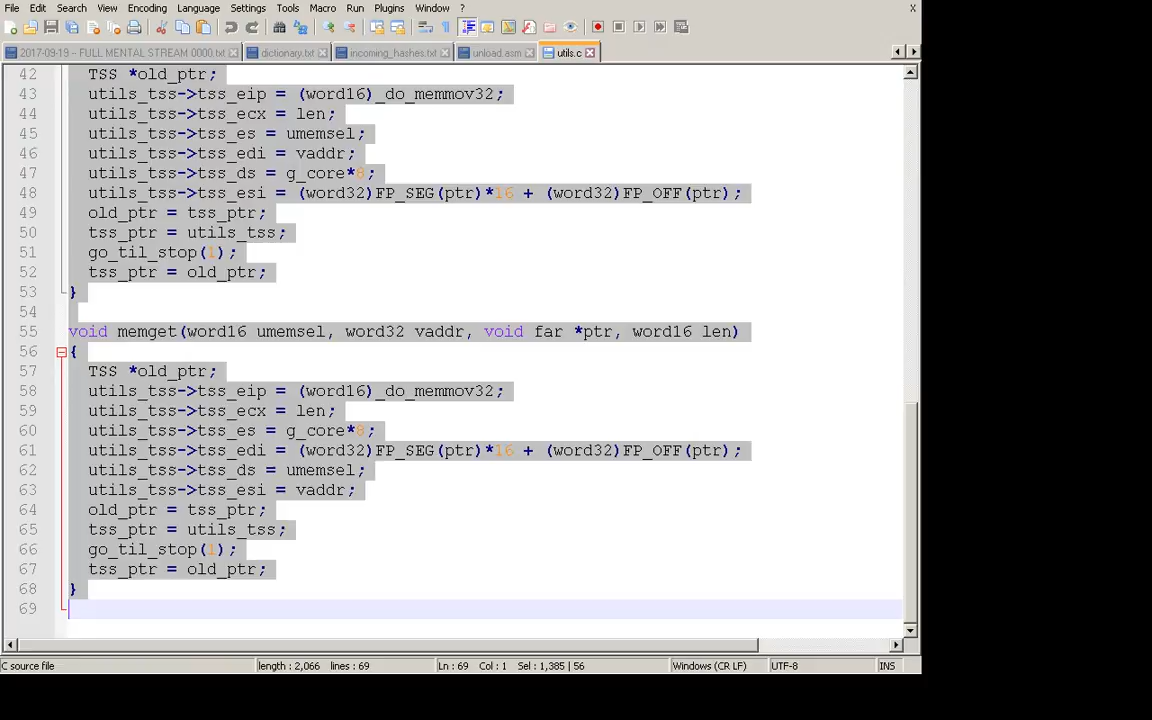 File Edit Search View Encoding Language Settings Tools Macro Run Plugins Window ? X
2017-09-19 – FULL MENTAL STREAM 0000.txt dictionary.txt incoming_hashes.txt unload.asm utils.c
42 TSS *old_ptr;
43 utils_tss->tss_eip = (word16)_do_memmov32;
44 utils_tss->tss_ecx = len;
45 utils_tss->tss_es = umemsel;
46 utils_tss->tss_edi = vaddr;
47 utils_tss->tss_ds = g_core*8;
48 utils_tss->tss_esi = (word32)FP_SEG(ptr)*16 + (word32)FP_OFF(ptr);
49 old_ptr = tss_ptr;
50 tss_ptr = utils_tss;
51 go_til_stop(1);
52 tss_ptr = old_ptr;
53 }
54
55 void memget(word16 umemsel, word32 vaddr, void far *ptr, word16 len)
56 {
57 TSS *old_ptr;
58 utils_tss->tss_eip = (word16)_do_memmov32;
59 utils_tss->tss_ecx = len;
60 utils_tss->tss_es = g_core*8;
61 utils_tss->tss_edi = (word32)FP_SEG(ptr)*16 + (word32)FP_OFF(ptr);
62 utils_tss->tss_ds = umemsel;
63 utils_tss->tss_esi = vaddr;
64 old_ptr = tss_ptr;
65 tss_ptr = utils_tss;
66 go_til_stop(1);
67 tss_ptr = old_ptr;
68 }
69
C source file length : 2,066 lines : 69 Ln : 69 Col : 1 Sel : 1,385 | 56 Windows (CR LF) UTF-8 INS